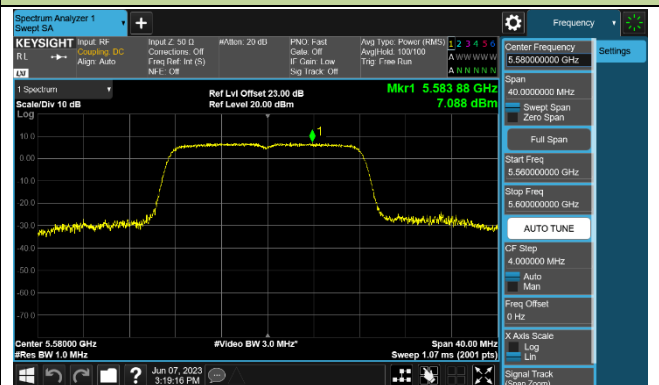 Spectrum Analyzer 1
Swept SA
Frequency
KEYSIGHT
RL
LXI
Input: RF
Coupling: DC
Align: Auto
Input Z: 50 Ω
Corrections: Off
Freq Ref: Int (S)
NFE: Off
#Atten: 20 dB
PNO: Fast
Gate: Off
IF Gain: Low
Sig Track: Off
Avg Type: Power (RMS)
Avg|Hold: 100/100
Trig: Free Run
1 2 3 4 5 6
A W W W W W
A N N N N N
1 Spectrum
Scale/Div 10 dB
Log
Ref Lvl Offset 23.00 dB
Ref Level 20.00 dBm
Mkr1 5.583 88 GHz
7.088 dBm
1
10.0
0.00
-10.0
-20.0
-30.0
-40.0
-50.0
-60.0
-70.0
Center 5.58000 GHz
#Res BW 1.0 MHz
#Video BW 3.0 MHz*
Span 40.00 MHz
Sweep 1.07 ms (2001 pts)
Center Frequency
5.580000000 GHz
Settings
Span
40.0000000 MHz
Swept Span
Zero Span
Full Span
Start Freq
5.560000000 GHz
Stop Freq
5.600000000 GHz
AUTO TUNE
CF Step
4.000000 MHz
Auto
Man
Freq Offset
0 Hz
X Axis Scale
Log
Lin
Signal Track
(Span Zoom)
Jun 07, 2023
3:19:16 PM